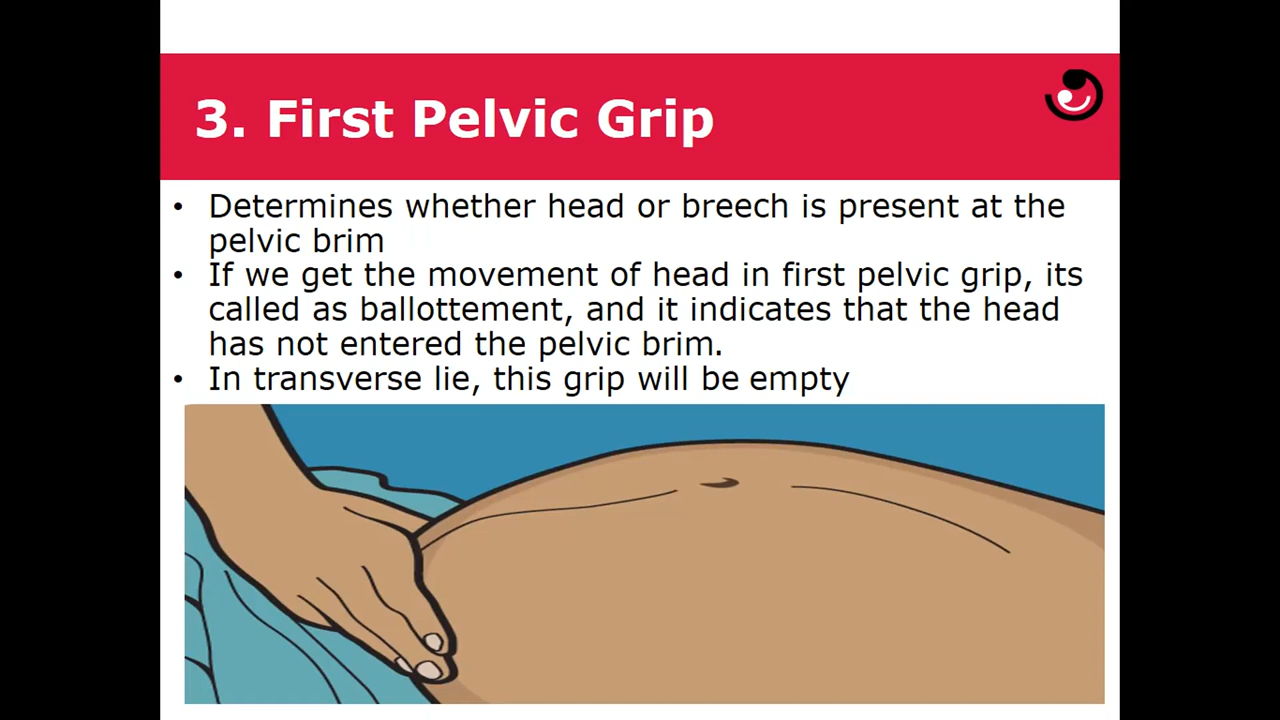 3. First Pelvic Grip
• Determines whether head or breech is present at the
pelvic brim
• If we get the movement of head in first pelvic grip, its
called as ballottement, and it indicates that the head
has not entered the pelvic brim.
• In transverse lie, this grip will be empty